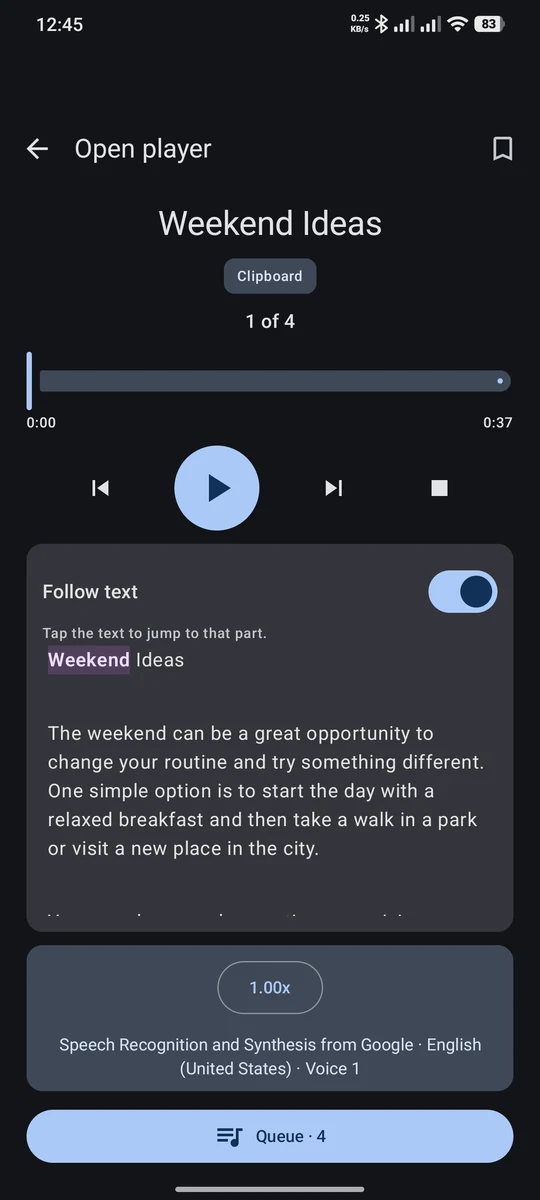 12:45
0.25
KB/s
83
Open player
Weekend Ideas
Clipboard
1 of 4
0:00
0:37
Follow text
Tap the text to jump to that part.
Weekend Ideas
The weekend can be a great opportunity to
change your routine and try something different.
One simple option is to start the day with a
relaxed breakfast and then take a walk in a park
or visit a new place in the city.
1.00x
Speech Recognition and Synthesis from Google · English
(United States) · Voice 1
Queue · 4